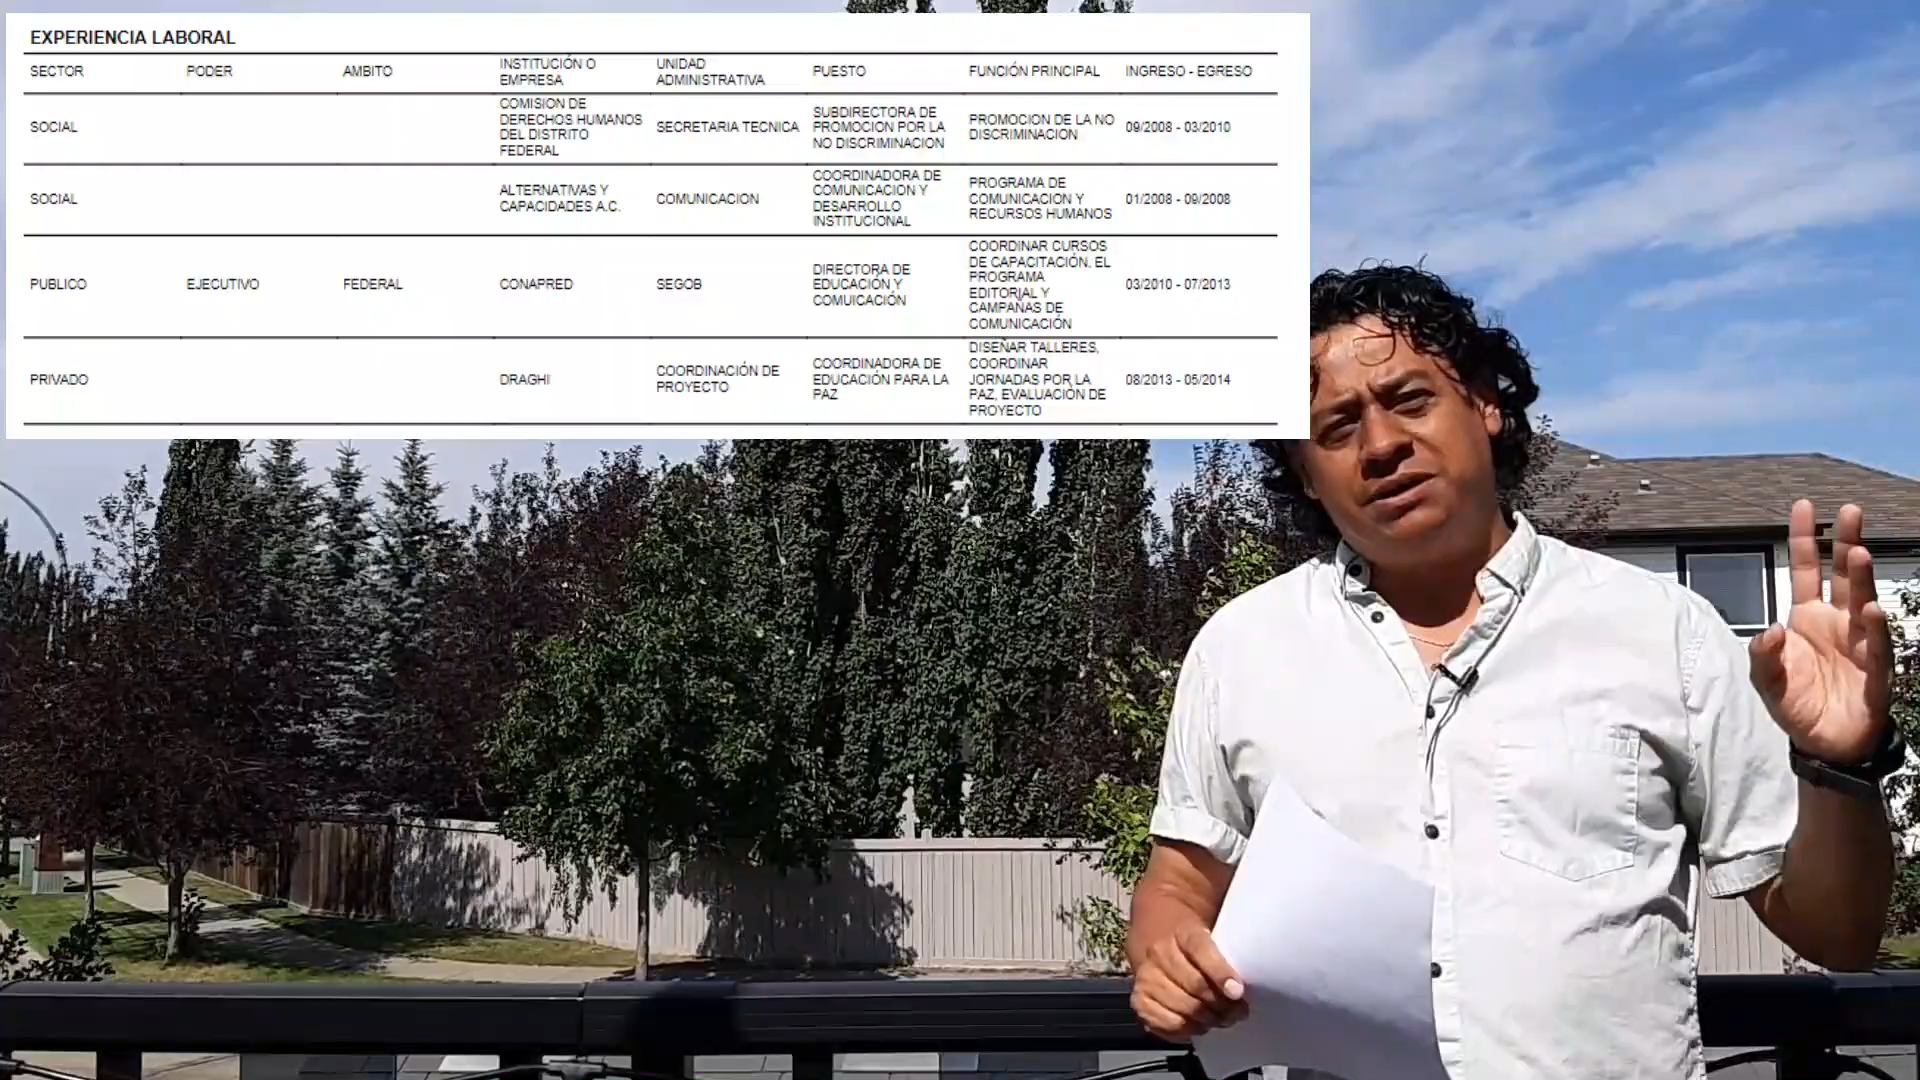 EXPERIENCIA LABORAL
SECTOR PODER AMBITO INSTITUCIÓN O EMPRESA UNIDAD ADMINISTRATIVA PUESTO FUNCIÓN PRINCIPAL INGRESO - EGRESO
SOCIAL COMISION DE DERECHOS HUMANOS DEL DISTRITO FEDERAL SECRETARIA TECNICA SUBDIRECTORA DE PROMOCION POR LA NO DISCRIMINACION PROMOCION DE LA NO DISCRIMINACION 09/2008 - 03/2010
SOCIAL ALTERNATIVAS Y CAPACIDADES A.C. COMUNICACION COORDINADORA DE COMUNICACION Y DESARROLLO INSTITUCIONAL PROGRAMA DE COMUNICACION Y RECURSOS HUMANOS 01/2008 - 09/2008
PUBLICO EJECUTIVO FEDERAL CONAPRED SEGOB DIRECTORA DE EDUCACIÓN Y COMUICACIÓN COORDINAR CURSOS DE CAPACITACIÓN, EL PROGRAMA EDITORIAL Y CAMPAÑAS DE COMUNICACIÓN 03/2010 - 07/2013
PRIVADO DRAGHI COORDINACIÓN DE PROYECTO COORDINADORA DE EDUCACIÓN PARA LA PAZ DISEÑAR TALLERES, COORDINAR JORNADAS POR LA PAZ, EVALUACIÓN DE PROYECTO 08/2013 - 05/2014